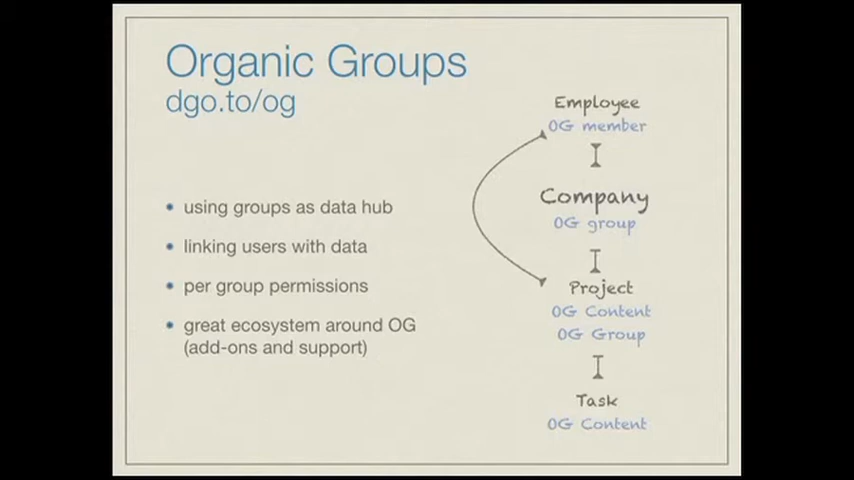 Organic Groups
dgo.to/og
using groups as data hub
linking users with data
per group permissions
great ecosystem around OG
(add-ons and support)
Employee
OG member
Company
OG group
Project
OG Content
OG Group
Task
OG Content